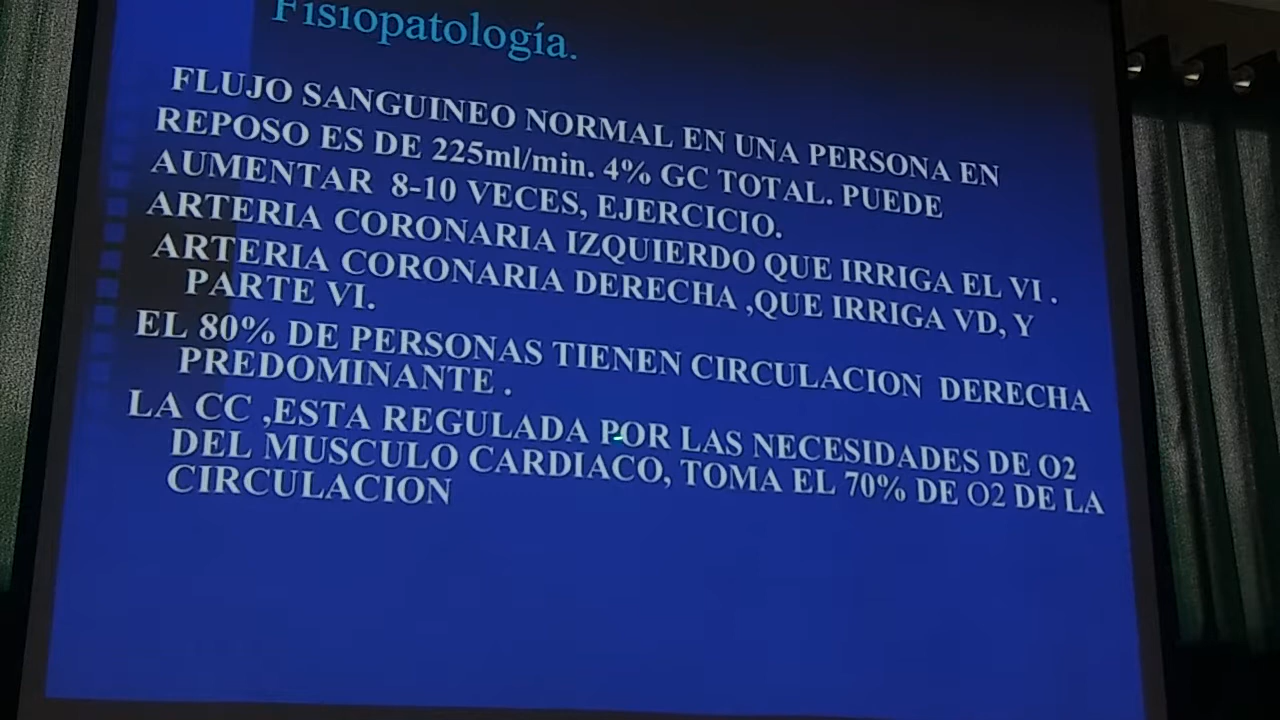 Fisiopatología.
FLUJO SANGUINEO NORMAL EN UNA PERSONA EN
REPOSO ES DE 225ml/min. 4% GC TOTAL. PUEDE
AUMENTAR 8-10 VECES, EJERCICIO.
ARTERIA CORONARIA IZQUIERDO QUE IRRIGA EL VI .
ARTERIA CORONARIA DERECHA ,QUE IRRIGA VD, Y
PARTE VI.
EL 80% DE PERSONAS TIENEN CIRCULACION DERECHA
PREDOMINANTE .
LA CC ,ESTA REGULADA POR LAS NECESIDADES DE O2
DEL MUSCULO CARDIACO, TOMA EL 70% DE O2 DE LA
CIRCULACION